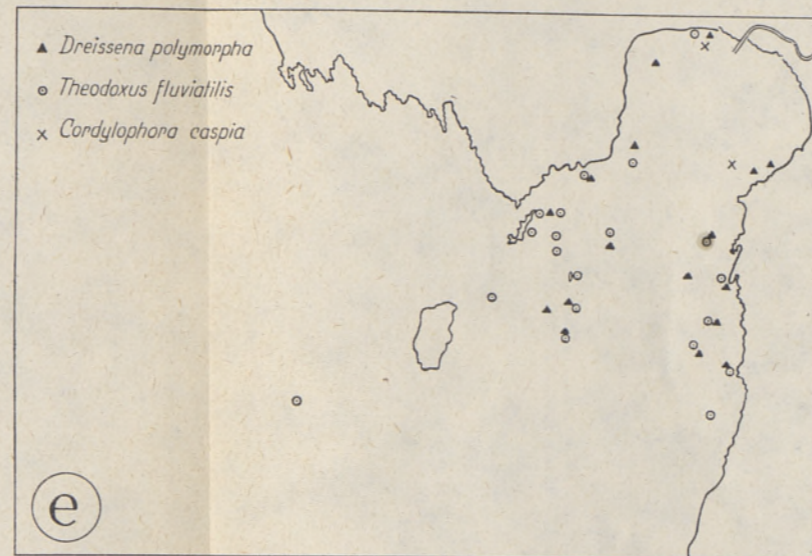 ▲ Dreissena polymorpha
⊙ Theodoxus fluviatilis
× Cordylophora caspia
e